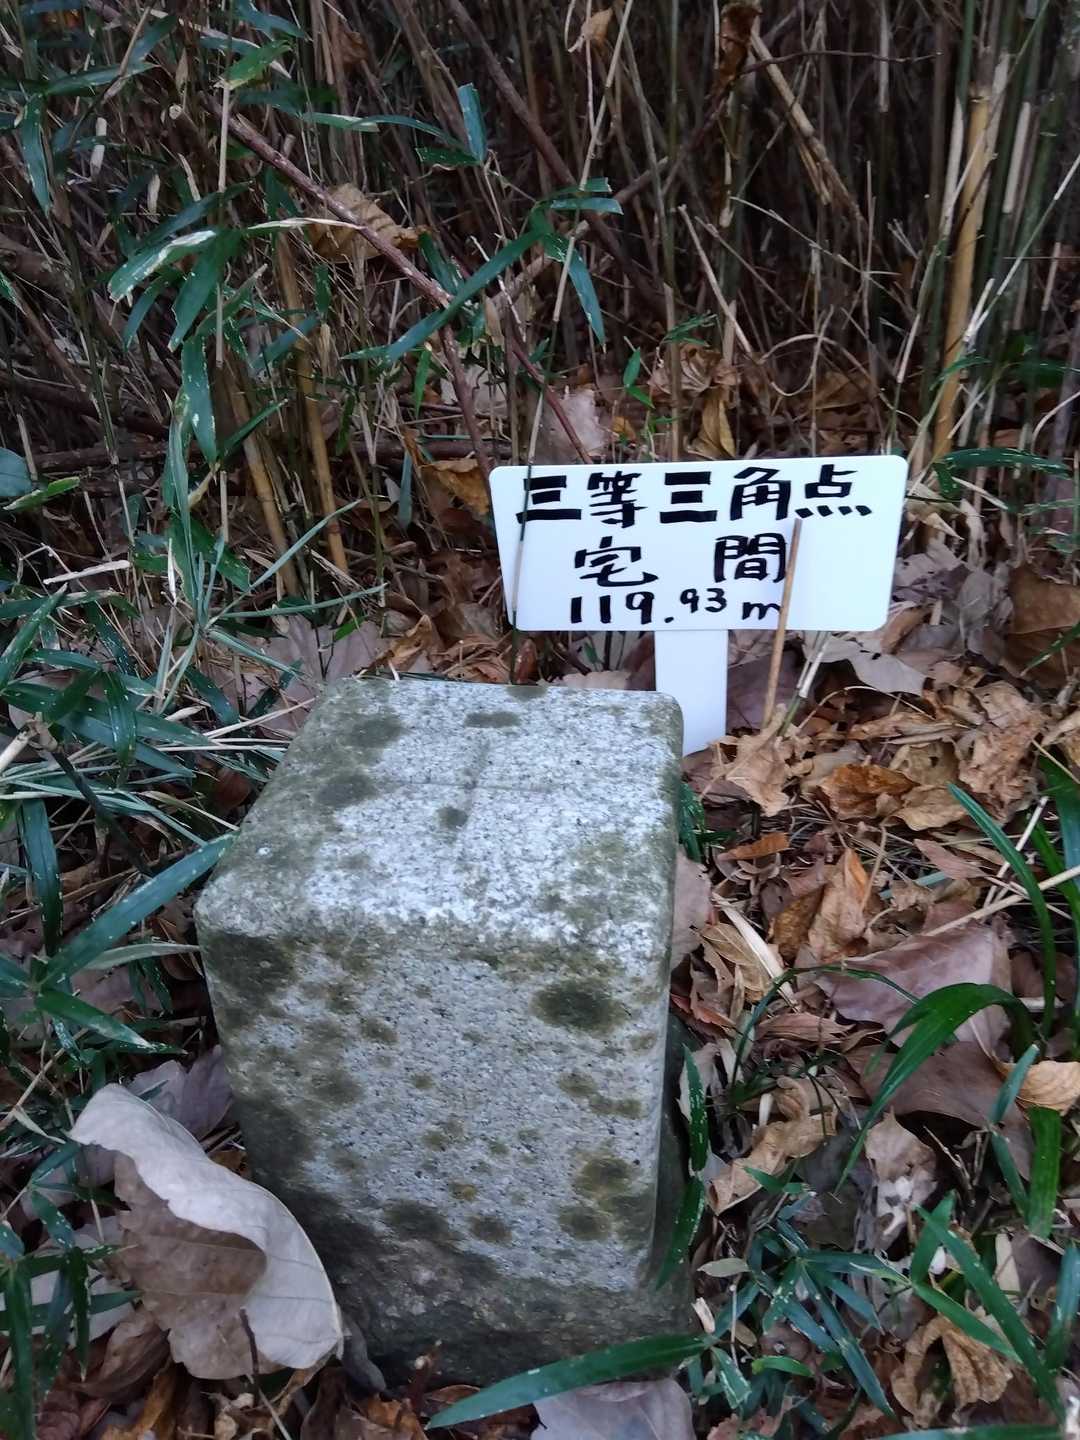 三等三角点
宅 間
119.93m